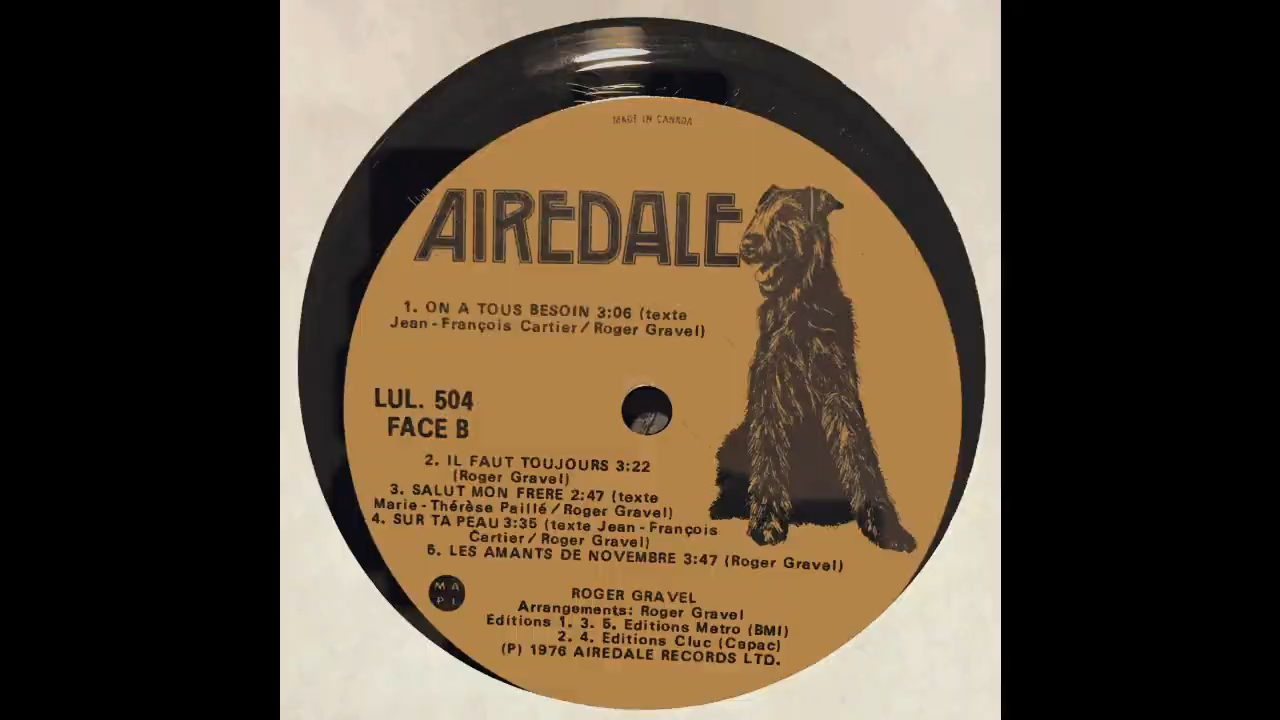 MADE IN CANADA
AIREDALE
1. ON A TOUS BESOIN 3:06 (texte
Jean-François Cartier/Roger Gravel)
LUL. 504
FACE B
2. IL FAUT TOUJOURS 3:22
(Roger Gravel)
3. SALUT MON FRERE 2:47 (texte
Marie-Thérèse Paillé/Roger Gravel)
4. SUR TA PEAU 3:35 (texte Jean-François
Cartier/Roger Gravel)
5. LES AMANTS DE NOVEMBRE 3:47 (Roger Gravel)
MA
PI
ROGER GRAVEL
Arrangements: Roger Gravel
Editions 1. 3. 5. Editions Metro (BMI)
2. 4. Editions Cluc (Capac)
(P) 1976 AIREDALE RECORDS LTD.